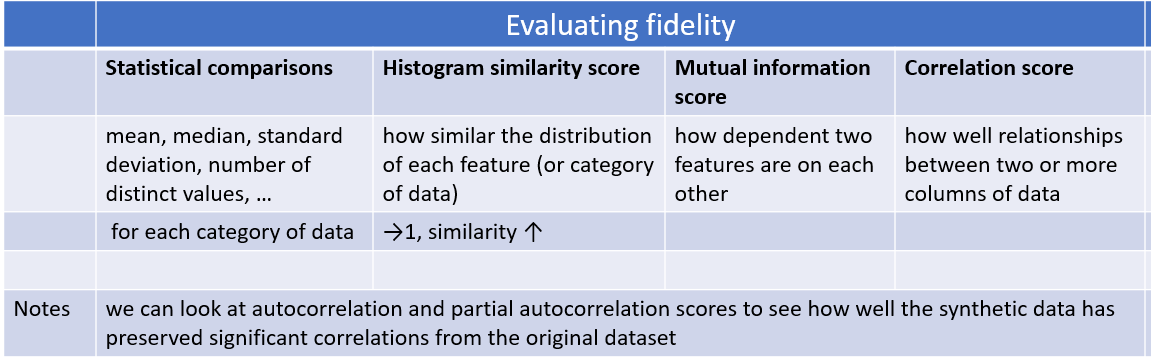 Evaluating fidelity
Statistical comparisons
Histogram similarity score
Mutual information
score
Correlation score
mean, median, standard
deviation, number of
distinct values, ...
how similar the distribution
of each feature (or category
of data)
how dependent two
features are on each
other
how well relationships
between two or more
columns of data
for each category of data
→1, similarity ↑
Notes
we can look at autocorrelation and partial autocorrelation scores to see how well the synthetic data has
preserved significant correlations from the original dataset